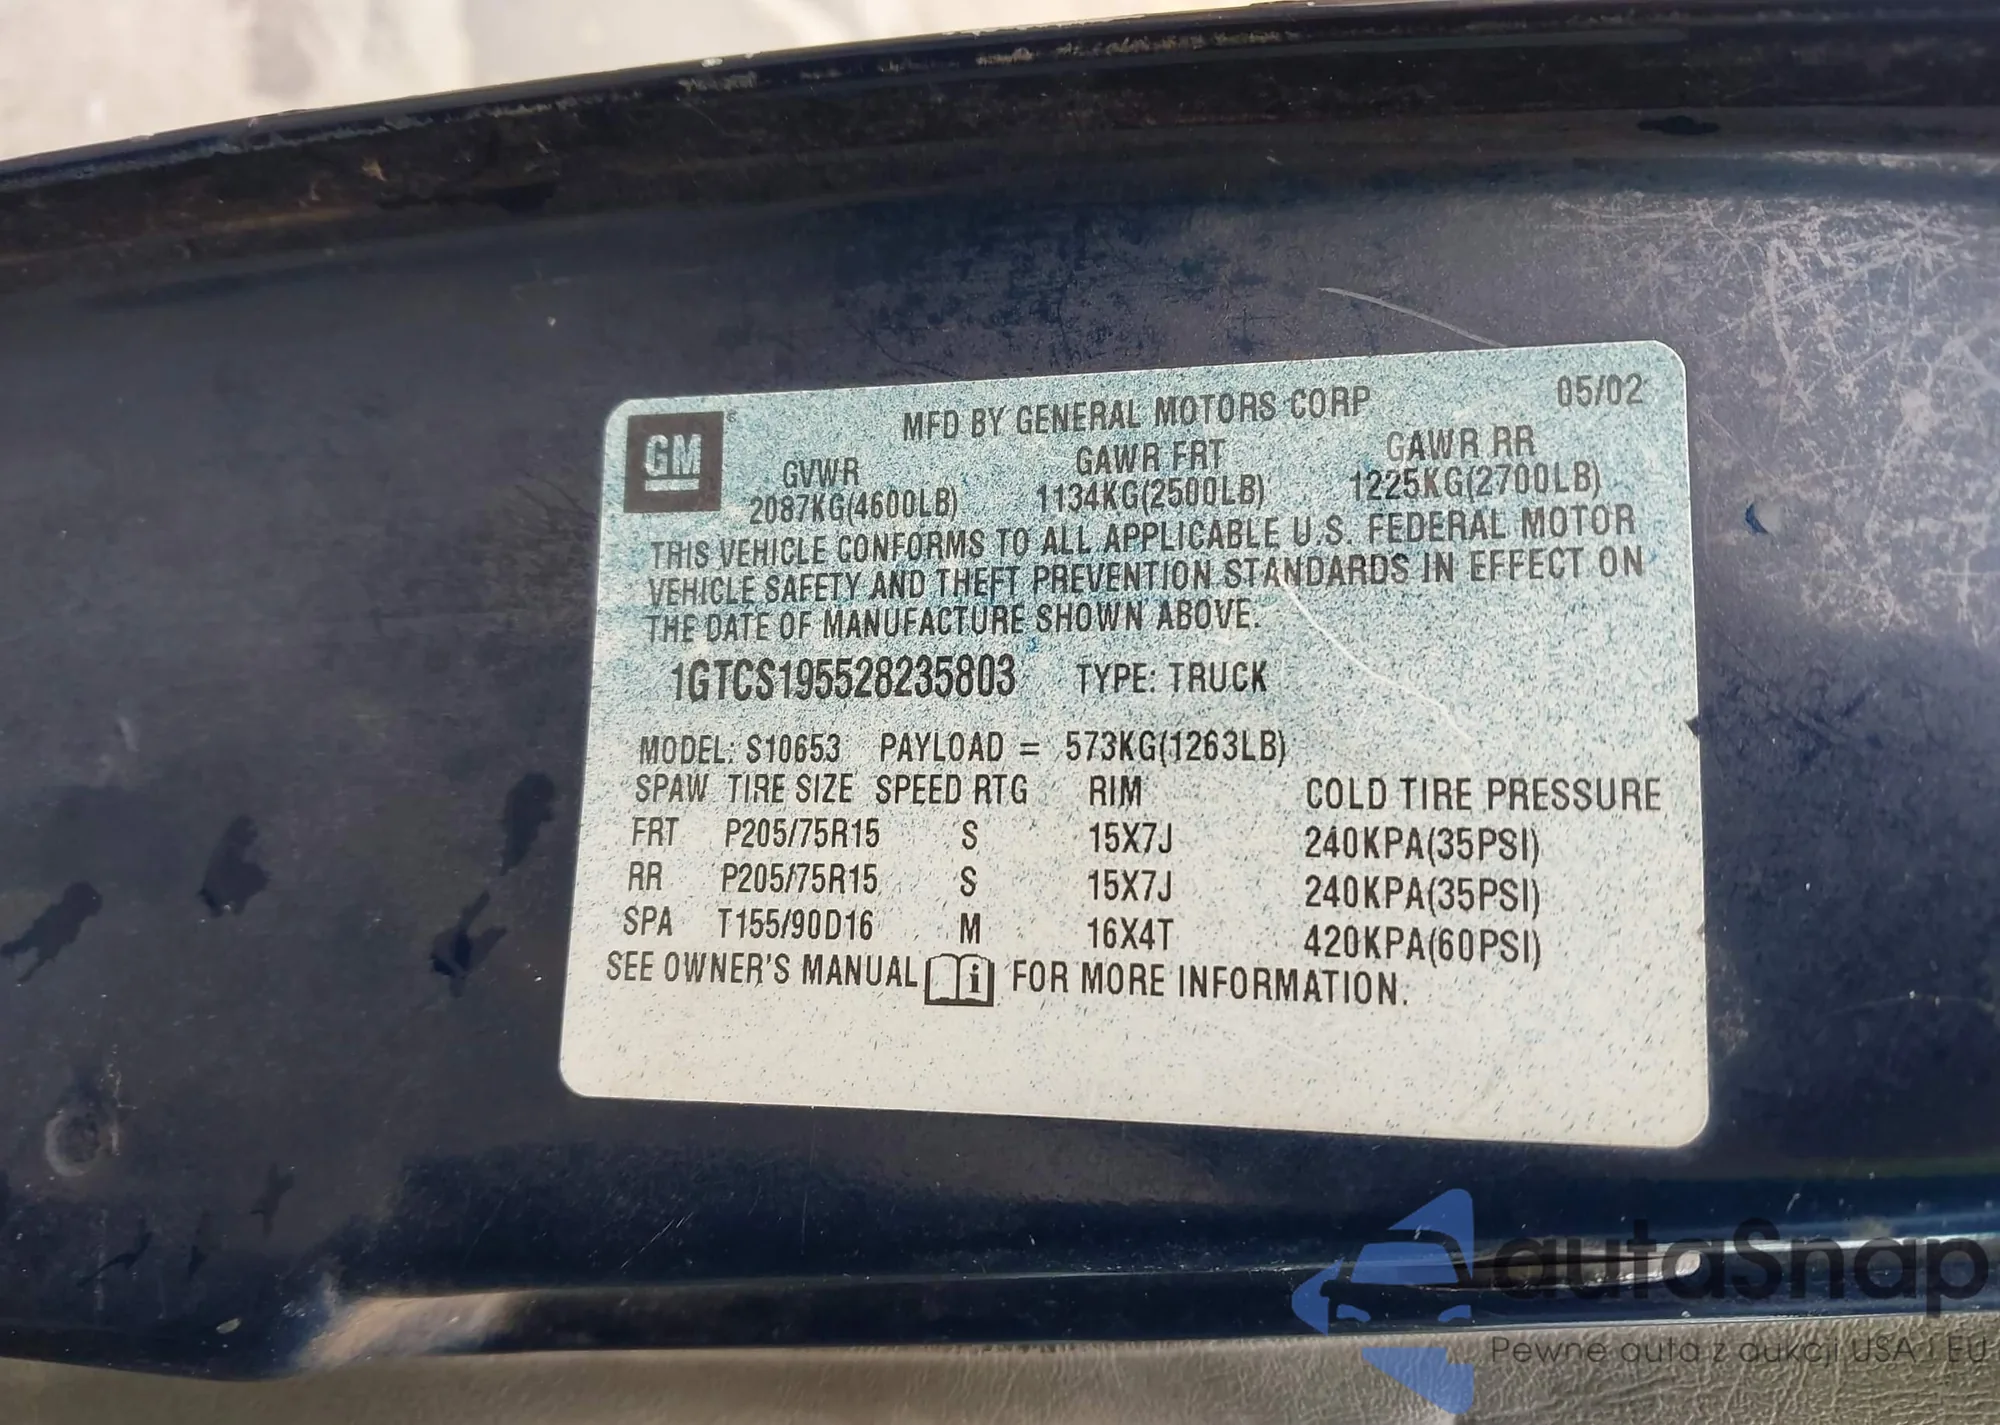 GM
MFD BY GENERAL MOTORS CORP 05/02
GVWR GAWR FRT GAWR RR
2087KG(4600LB) 1134KG(2500LB) 1225KG(2700LB)
THIS VEHICLE CONFORMS TO ALL APPLICABLE U.S. FEDERAL MOTOR
VEHICLE SAFETY AND THEFT PREVENTION STANDARDS IN EFFECT ON
THE DATE OF MANUFACTURE SHOWN ABOVE.
1GTCS195528235803 TYPE: TRUCK
MODEL: S10653 PAYLOAD = 573KG(1263LB)
SPAW TIRE SIZE SPEED RTG RIM COLD TIRE PRESSURE
FRT P205/75R15 S 15X7J 240KPA(35PSI)
RR P205/75R15 S 15X7J 240KPA(35PSI)
SPA T155/90D16 M 16X4T 420KPA(60PSI)
SEE OWNER'S MANUAL i FOR MORE INFORMATION.
autaSnap
Pewne auta z aukcji USA i EU